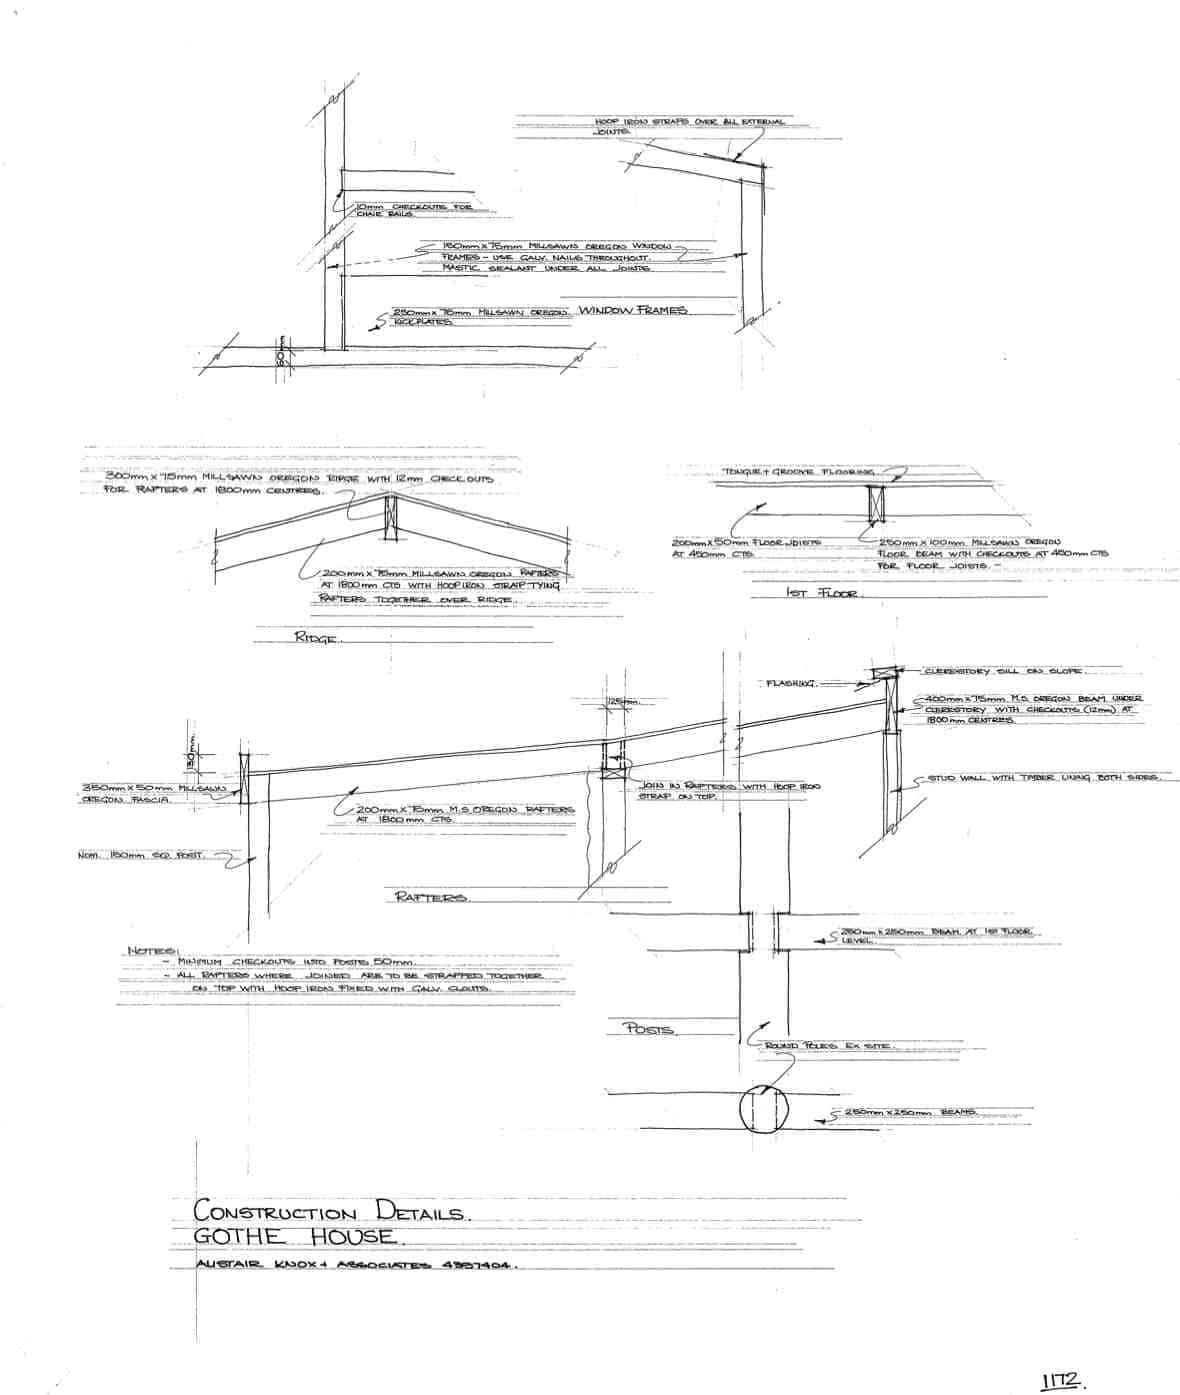 HOOP IRON STRAPS OVER ALL EXTERNAL
JOINTS.
10mm CHECKOUTS FOR
CHAIR RAILS.
150mm x 75mm MILLSAWN OREGON WINDOW
FRAMES - USE GALV. NAILS THROUGHOUT.
MASTIC SEALANT UNDER ALL JOINTS
250mm x 75mm MILLSAWN OREGON
KICKPLATES.
WINDOW FRAMES
50mm
300mm x 75mm MILLSAWN OREGON RIDGE WITH 12mm CHECKOUTS
FOR RAFTERS AT 1800mm CENTRES.
200mm x 75mm MILLSAWN OREGON RAFTERS
AT 1800mm CTS WITH HOOP IRON STRAP TYING
RAFTERS TOGETHER OVER RIDGE.
RIDGE.
TONGUE + GROOVE FLOORING
200mm x 50mm FLOOR JOISTS
AT 450mm CTS.
250mm x 100mm MILLSAWN OREGON
FLOOR BEAM WITH CHECKOUTS AT 450mm CTS
FOR FLOOR JOISTS. -
1ST FLOOR.
CLERESTORY SILL ON SLOPE.
FLASHING.
400mm x 75mm M.S. OREGON BEAM UNDER
CLERESTORY WITH CHECKOUTS (12mm) AT
1800mm CENTRES.
STUD WALL WITH TIMBER LINING BOTH SIDES.
125mm
150mm
350mm x 50mm MILLSAWN
OREGON FASCIA.
200mm x 75mm M.S OREGON RAFTERS
AT 1800mm CTS.
JOIN IN RAFTERS WITH HOOP IRON
STRAP ON TOP.
NOM. 150mm SQ. POST.
RAFTERS.
NOTES:
- MINIMUM CHECKOUTS INTO POSTS 50mm.
- ALL RAFTERS WHERE JOINED ARE TO BE STRAPPED TOGETHER
ON TOP WITH HOOP IRON FIXED WITH GALV. CLOUTS.
250mm x 250mm BEAM AT 1ST FLOOR
LEVEL.
POSTS.
ROUND POLES EX SITE.
250mm x 250mm BEAMS.
CONSTRUCTION DETAILS.
GOTHE HOUSE.
ALISTAIR KNOX + ASSOCIATES 4397404.
1172.